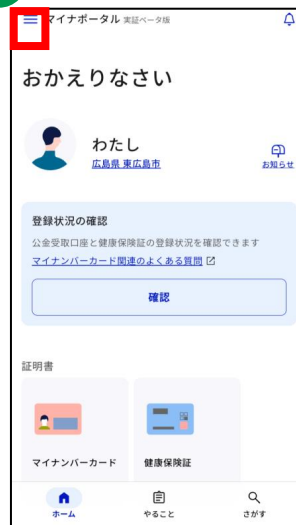 マイナポータル 実証ベータ版
おかえりなさい
わたし
広島県 東広島市
お知らせ
登録状況の確認
公金受取口座と健康保険証の登録状況を確認できます
マイナンバーカード関連のよくある質問
確認
証明書
マイナンバーカード
健康保険証
ホーム
やること
さがす